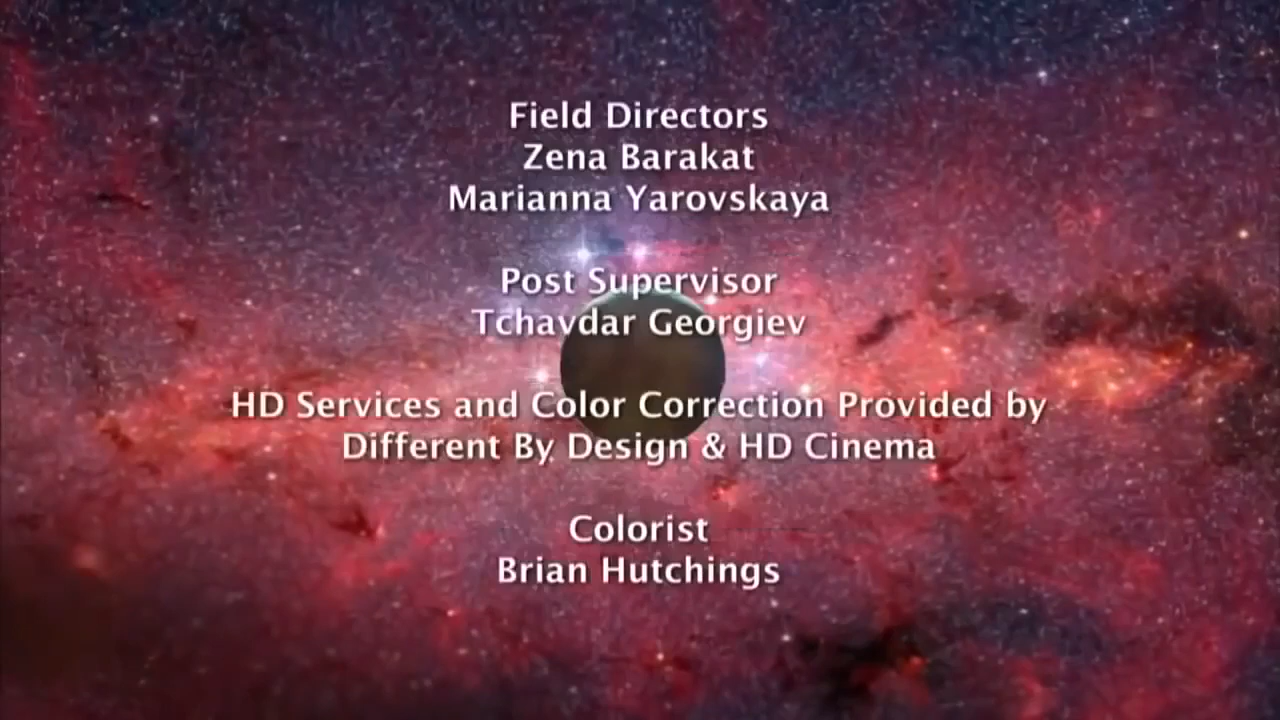 Field Directors
Zena Barakat
Marianna Yarovskaya
Post Supervisor
Tchavdar Georgiev
HD Services and Color Correction Provided by
Different By Design & HD Cinema
Colorist
Brian Hutchings